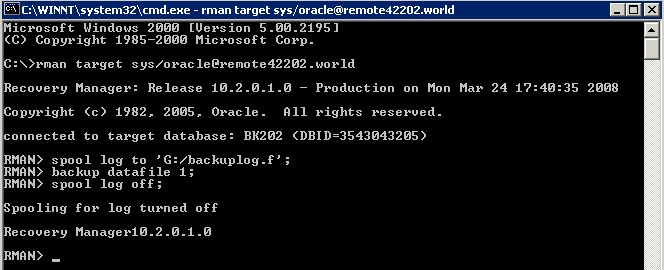 C:\WINNT\system32\cmd.exe - rman target sys/oracle@remote42202.world
Microsoft Windows 2000 [Version 5.00.2195]
(C) Copyright 1985-2000 Microsoft Corp.
C:\>rman target sys/oracle@remote42202.world
Recovery Manager: Release 10.2.0.1.0 - Production on Mon Mar 24 17:40:35 2008
Copyright (c) 1982, 2005, Oracle.  All rights reserved.
connected to target database: BK202 (DBID=3543043205)
RMAN> spool log to 'G:/backuplog.f';
RMAN> backup datafile 1;
RMAN> spool log off;
Spooling for log turned off
Recovery Manager10.2.0.1.0
RMAN> _